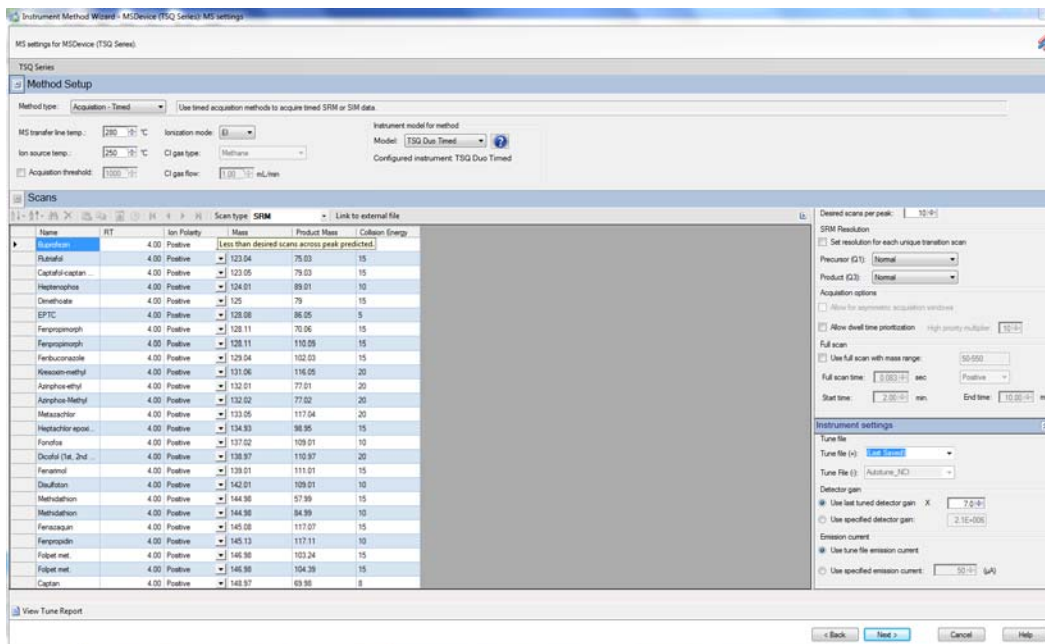 Instrument Method Wizard - MSDevice (TSQ Series): MS settings
MS settings for MSDevice (TSQ Series).
TSQ Series
Method Setup
Method type: Acquisition - Timed Use timed acquisition methods to acquire timed SRM or SIM data.
MS transfer line temp.: 280 °C Ionization mode: EI Instrument model for method
Model: TSQ Duo Timed
Ion source temp.: 250 °C CI gas type: Methane
Configured instrument: TSQ Duo Timed
Acquisition threshold: 1000 CI gas flow: 1.00 mL/min
Scans
Scan type SRM Link to external file
Name RT Ion Polarity Mass Product Mass Collision Energy
Buprofezin 4.00 Positive Less than desired scans across peak predicted.
Flutriafol 4.00 Positive 123.04 75.03 15
Captafol-captan ... 4.00 Positive 123.05 79.03 15
Heptenophos 4.00 Positive 124.01 89.01 10
Dimethoate 4.00 Positive 125 79 15
EPTC 4.00 Positive 128.08 86.05 5
Fenpropimorph 4.00 Positive 128.11 70.06 15
Fenpropimorph 4.00 Positive 128.11 110.05 15
Fenbuconazole 4.00 Positive 129.04 102.03 15
Kresoxim-methyl 4.00 Positive 131.06 116.05 20
Azinphos-ethyl 4.00 Positive 132.01 77.01 20
Azinphos-Methyl 4.00 Positive 132.02 77.02 20
Metazachlor 4.00 Positive 133.05 117.04 20
Heptachlor epoxi... 4.00 Positive 134.93 98.95 15
Fonofos 4.00 Positive 137.02 109.01 10
Dicofol (1st, 2nd ... 4.00 Positive 138.97 110.97 20
Fenarimol 4.00 Positive 139.01 111.01 15
Disulfoton 4.00 Positive 142.01 109.01 10
Methidathion 4.00 Positive 144.98 57.99 15
Methidathion 4.00 Positive 144.98 84.99 10
Fenazaquin 4.00 Positive 145.08 117.07 15
Fenpropidin 4.00 Positive 145.13 117.11 10
Folpet met. 4.00 Positive 146.98 103.24 15
Folpet met. 4.00 Positive 146.98 104.39 15
Captan 4.00 Positive 148.97 69.98 8
Desired scans per peak: 10
SRM Resolution
Set resolution for each unique transition scan
Precursor (Q1): Normal
Product (Q3): Normal
Acquisition options
Allow for asymmetric acquisition windows
Allow dwell time prioritization High priority multiplier: 10
Full scan
Use full scan with mass range: 50-550
Full scan time: 0.083 sec Positive
Start time: 2.00 min. End time: 10.00 m
Instrument settings
Tune file
Tune file (+): (Last Saved)
Tune File (-): Autotune_NCI
Detector gain
Use last tuned detector gain X 7.0
Use specified detector gain: 2.1E+006
Emission current
Use tune file emission current
Use specified emission current: 50 (µA)
View Tune Report
< Back Next > Cancel Help